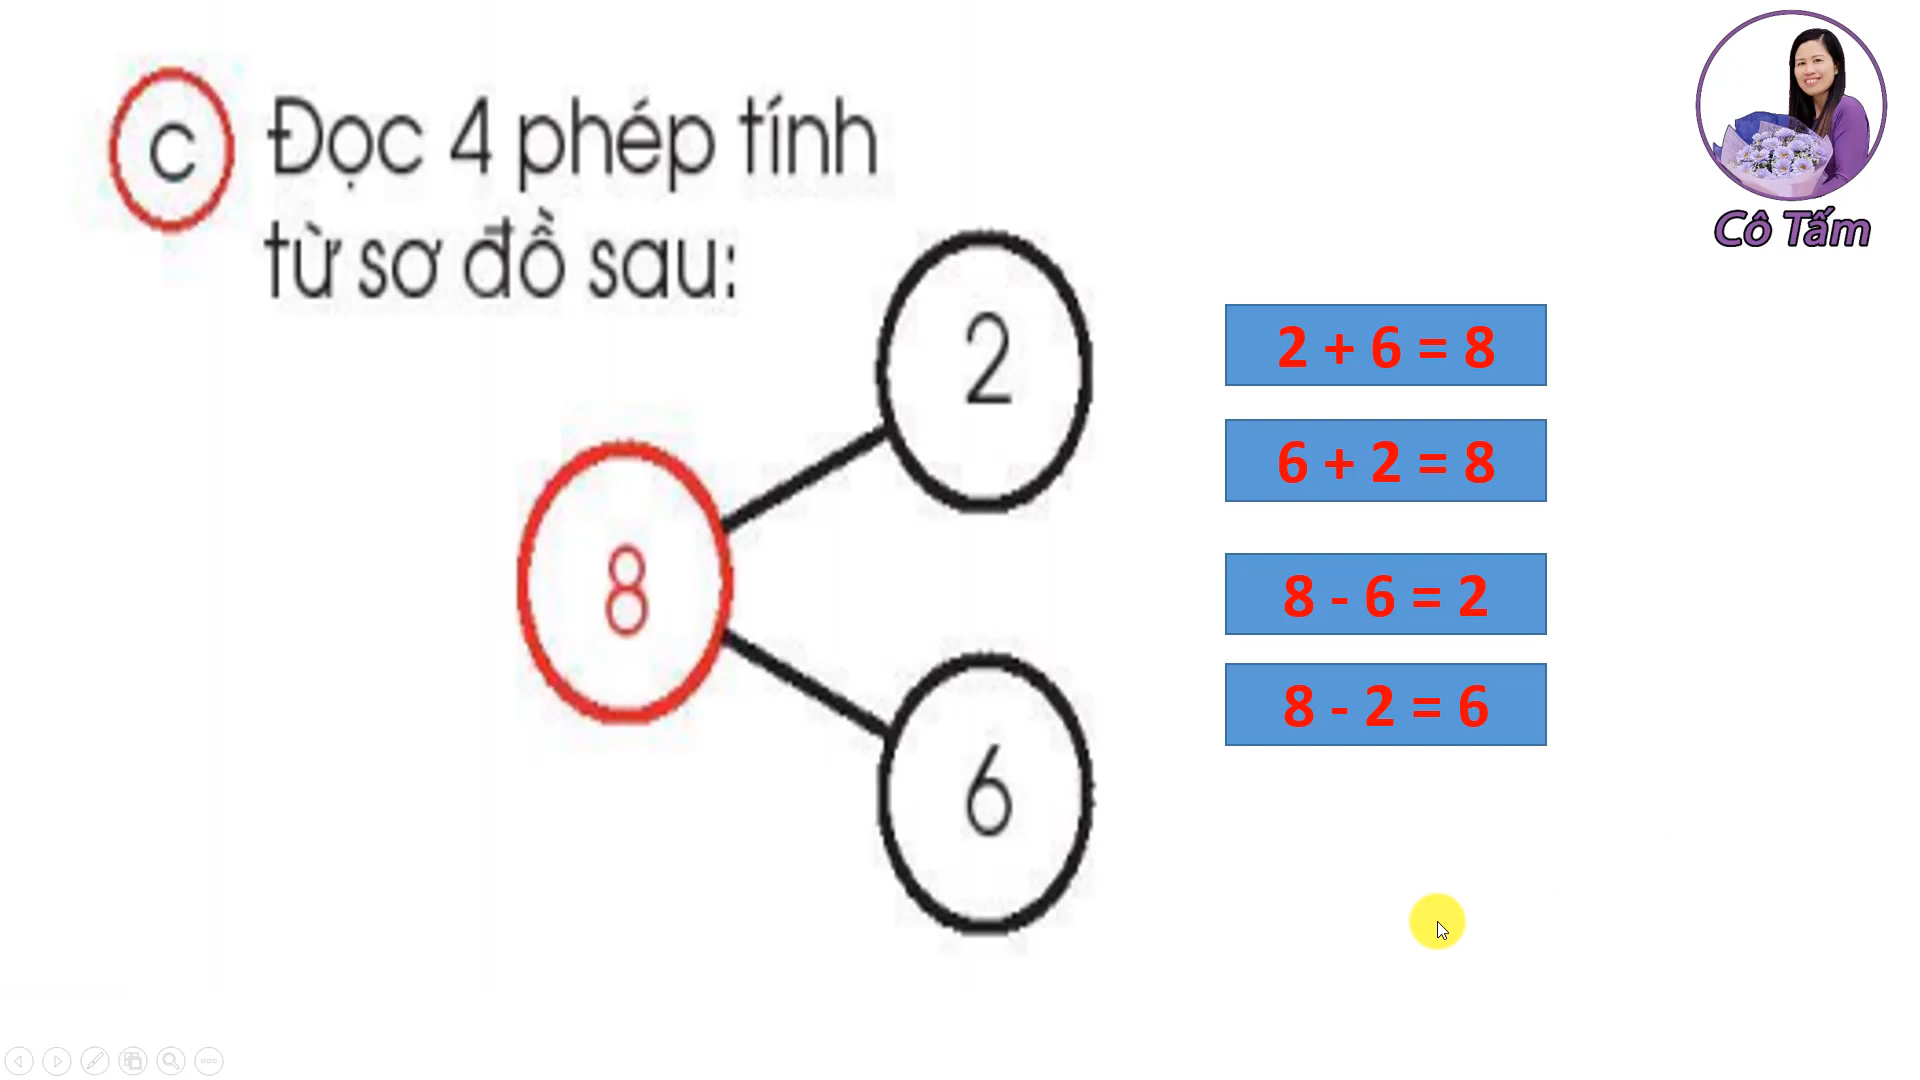 c Đọc 4 phép tính
từ sơ đồ sau:
Cô Tấm
2
8
6
2 + 6 = 8
6 + 2 = 8
8 - 6 = 2
8 - 2 = 6